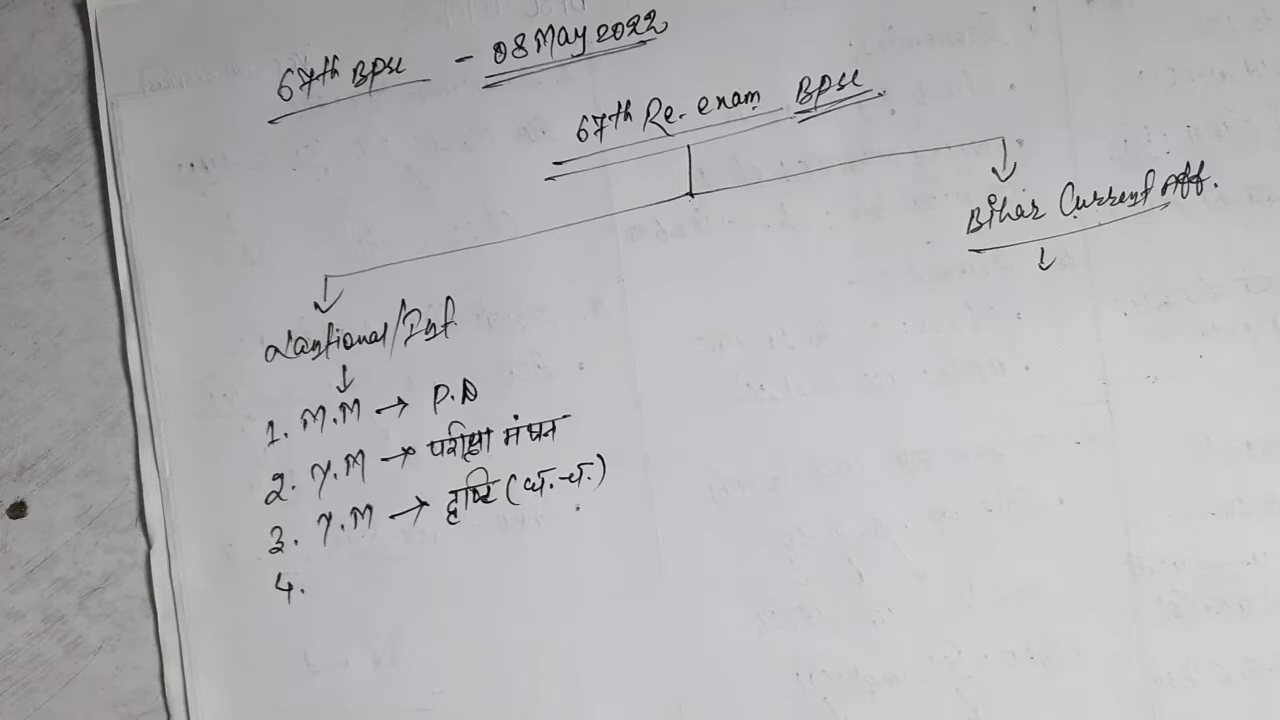 67th BPSC - 08 May 2022
67th Re. exam BPSC.
Bihar Current Aff.
National/Int.
1. M.M → P.D
2. Y.M → परीक्षा मंथन
3. Y.M → दृष्टि (घ.-च.)
4.